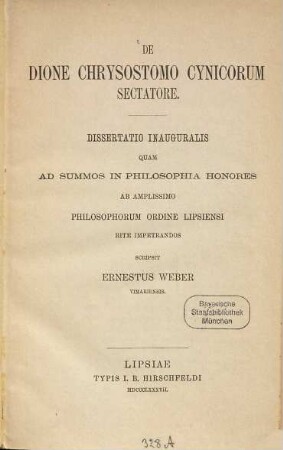 DE
DIONE CHRYSOSTOMO CYNICORUM
SECTATORE.
DISSERTATIO INAUGURALIS
QUAM
AD SUMMOS IN PHILOSOPHIA HONORES
AB AMPLISSIMO
PHILOSOPHORUM ORDINE LIPSIENSI
RITE IMPETRANDOS
SCRIPSIT
ERNESTUS WEBER
VIMARIENSIS.
Bayerische
Staatsbibliothek
München
LIPSIAE
TYPIS I. B. HIRSCHFELDI
MDCCCLXXXVII.
328 A